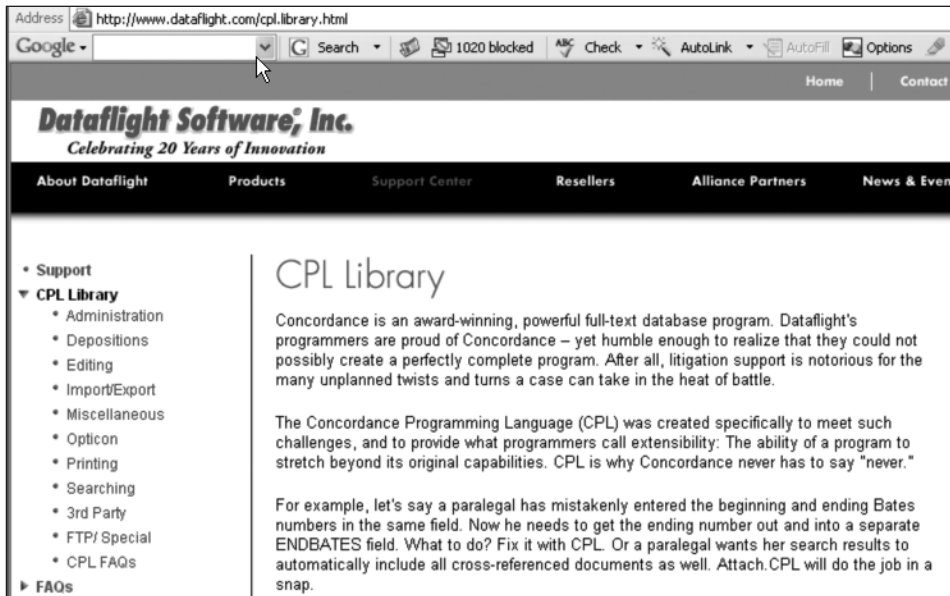 Address http://www.dataflight.com/cpl.library.html
Google Search 1020 blocked ABC Check AutoLink AutoFill Options
Home | Contact
Dataflight Software, Inc.
Celebrating 20 Years of Innovation
About Dataflight Products Support Center Resellers Alliance Partners News & Even
• Support
CPL Library
• Administration
• Depositions
• Editing
• Import/Export
• Miscellaneous
• Opticon
• Printing
• Searching
• 3rd Party
• FTP/ Special
• CPL FAQs
FAQs
CPL Library
Concordance is an award-winning, powerful full-text database program. Dataflight's
programmers are proud of Concordance – yet humble enough to realize that they could not
possibly create a perfectly complete program. After all, litigation support is notorious for the
many unplanned twists and turns a case can take in the heat of battle.
The Concordance Programming Language (CPL) was created specifically to meet such
challenges, and to provide what programmers call extensibility: The ability of a program to
stretch beyond its original capabilities. CPL is why Concordance never has to say "never."
For example, let's say a paralegal has mistakenly entered the beginning and ending Bates
numbers in the same field. Now he needs to get the ending number out and into a separate
ENDBATES field. What to do? Fix it with CPL. Or a paralegal wants her search results to
automatically include all cross-referenced documents as well. Attach.CPL will do the job in a
snap.